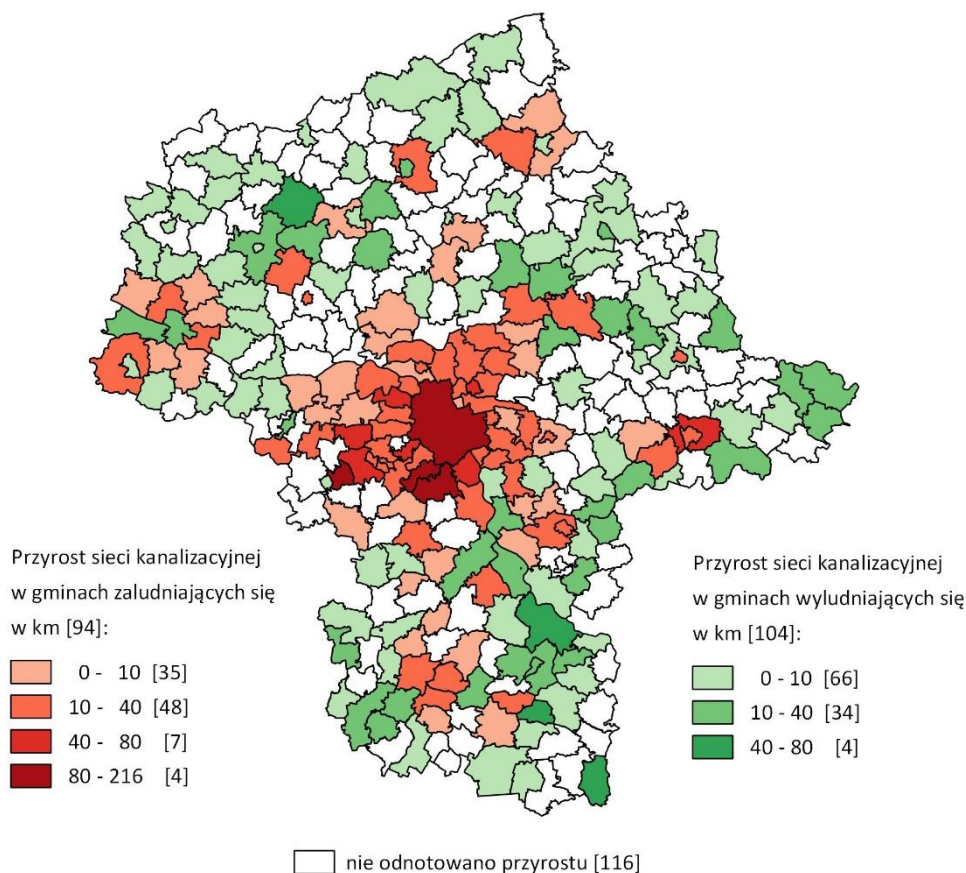 Przyrost sieci kanalizacyjnej
w gminach zaludniających się
w km [94]:
0 - 10 [35]
10 - 40 [48]
40 - 80 [7]
80 - 216 [4]
Przyrost sieci kanalizacyjnej
w gminach wyludniających się
w km [104]:
0 - 10 [66]
10 - 40 [34]
40 - 80 [4]
nie odnotowano przyrostu [116]